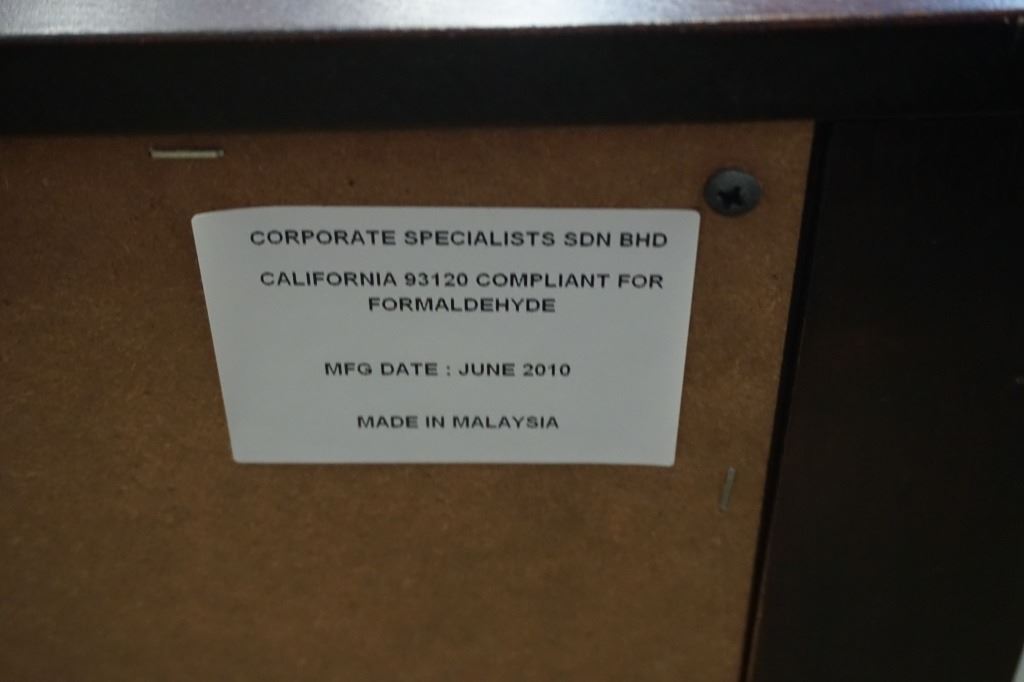 CORPORATE SPECIALISTS SDN BHD
CALIFORNIA 93120 COMPLIANT FOR
FORMALDEHYDE
MFG DATE : JUNE 2010
MADE IN MALAYSIA